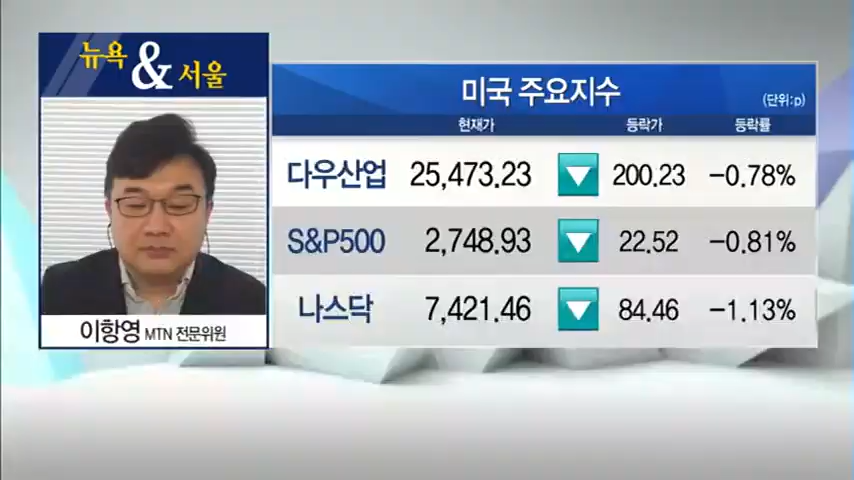 뉴욕 & 서울
이항영 MTN 전문위원
미국 주요지수
(단위:p)
현재가 등락가 등락률
다우산업 25,473.23 ▼ 200.23 -0.78%
S&P500 2,748.93 ▼ 22.52 -0.81%
나스닥 7,421.46 ▼ 84.46 -1.13%